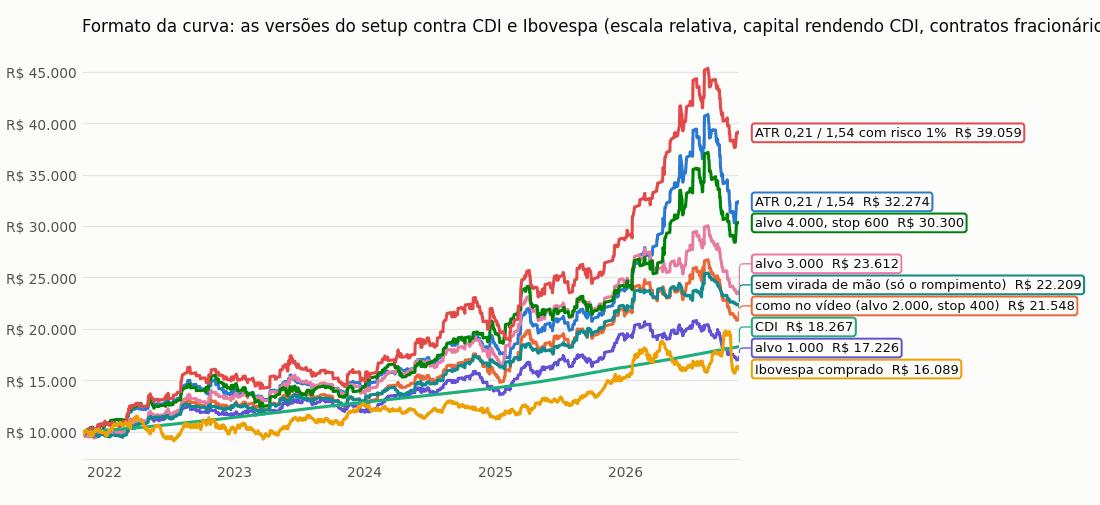 Formato da curva: as versões do setup contra CDI e Ibovespa (escala relativa, capital rendendo CDI, contratos fracionário
R$ 45.000
R$ 40.000
R$ 35.000
R$ 30.000
R$ 25.000
R$ 20.000
R$ 15.000
R$ 10.000
2022
2023
2024
2025
2026
ATR 0,21 / 1,54 com risco 1% R$ 39.059
ATR 0,21 / 1,54 R$ 32.274
alvo 4.000, stop 600 R$ 30.300
alvo 3.000 R$ 23.612
sem virada de mão (só o rompimento) R$ 22.209
como no vídeo (alvo 2.000, stop 400) R$ 21.548
CDI R$ 18.267
alvo 1.000 R$ 17.226
Ibovespa comprado R$ 16.089